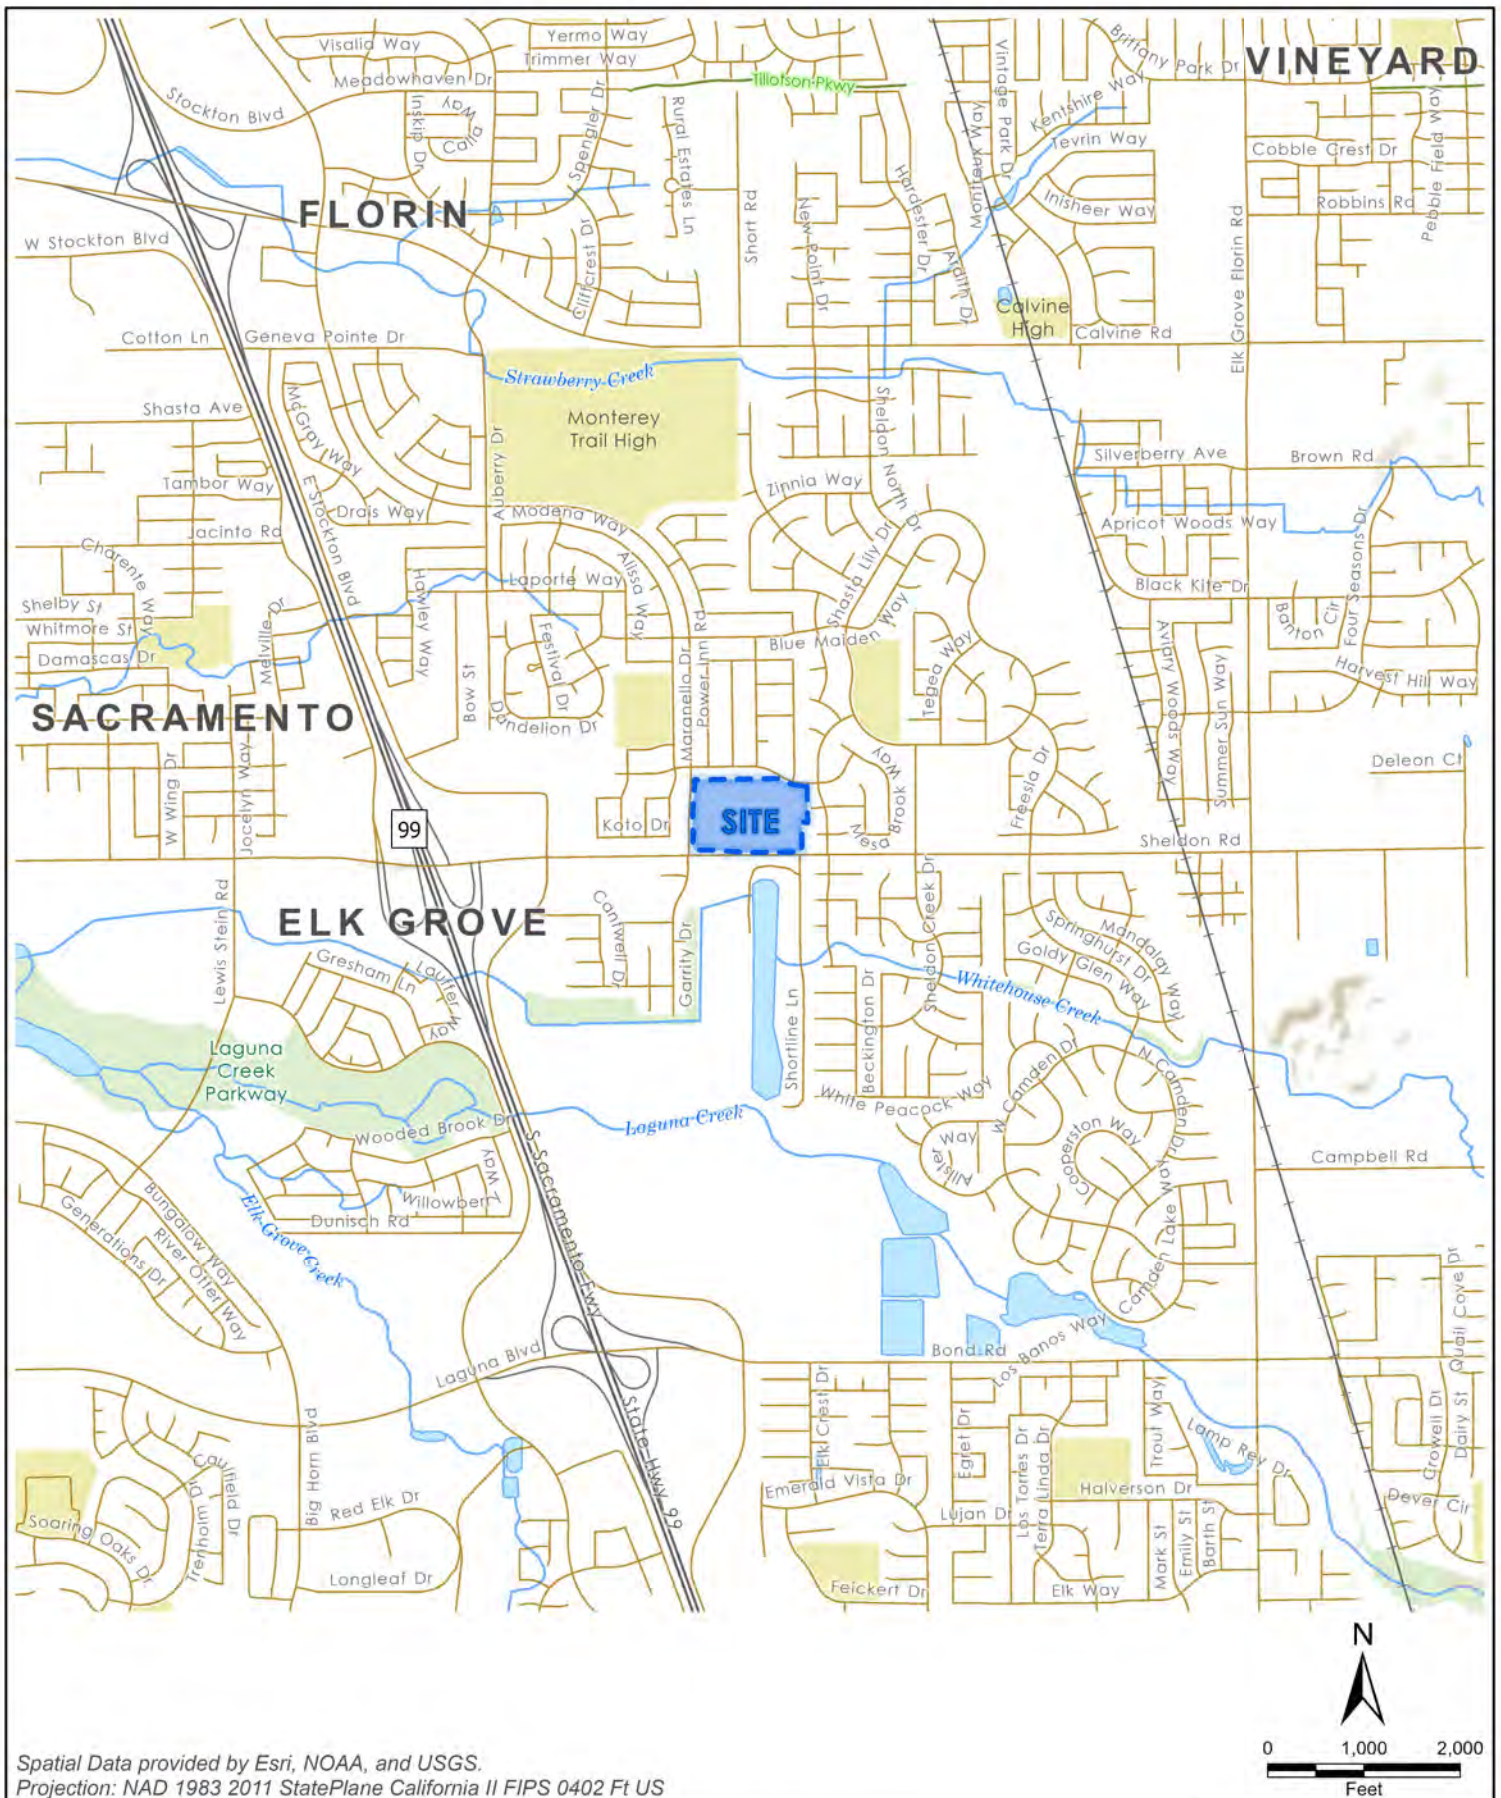 VINEYARD
Visalia Way
Yermo Way
Trimmer Way
Brittany Park Dr
Meadowhaven Dr
Tillotson Pkwy
Stockton Blvd
Inskip Dr
Calla Way
Spengler Dr
Rural Estates Ln
Montreux Way
Vintage Park Dr
Kentshire Way
Tevrin Way
Cobble Crest Dr
Pebble Field Way
FLORIN
Hardester Dr
Inisheer Way
Robbins Rd
W Stockton Blvd
Cliffcrest Dr
Short Rd
New Point Dr
Ardith Dr
Elk Grove Florin Rd
Calvine
High
Cotton Ln
Geneva Pointe Dr
Calvine Rd
Strawberry Creek
Monterey
Trail High
Shasta Ave
McGray Way
Auberry Dr
Sheldon North Dr
Silverberry Ave
Brown Rd
Tambor Way
E Stockton Blvd
Drais Way
Modena Way
Zinnia Way
Apricot Woods Way
Jacinto Rd
Charente Way
Hawley Way
Laporte Way
Alissa Way
Shasta Lily Dr
Black Kite Dr
Four Seasons Dr
Shelby St
Whitmore St
Damascas Dr
Melville Dr
Festival Dr
Blue Maiden Way
Tegea Way
Banton Cir
Harvest Hill Way
Aviary Woods Way
Summer Sun Way
SACRAMENTO
Bow St
Dandelion Dr
Maranello Dr
Power Inn Rd
W Wing Dr
Jocelyn Way
Mesa Brook Way
Freesia Dr
Deleon Ct
99
Koto Dr
SITE
Sheldon Rd
Lewis Stein Rd
ELK GROVE
Cantwell Dr
Garrity Dr
Sheldon Creek Dr
Springhurst Dr
Mandalay Way
Goldy Glen Way
Gresham Ln
Lauffer Way
Shortline Ln
Beckington Dr
Whitehouse Creek
Laguna
Creek
Parkway
White Peacock Way
W Camden Dr
N Camden Dr
Laguna Creek
Wooded Brook Dr
S Sacramento Fwy
Allister Way
Cooperston Way
Campbell Rd
Willowberry Way
Dunisch Rd
Elk Grove Creek
Bungalow Way
River Otter Way
Generations Dr
Camden Lake Way
Quail Cove Dr
Laguna Blvd
Bond Rd
Los Banos Way
State Hwy 99
Big Horn Blvd
Elk Crest Dr
Egret Dr
Los Torres Dr
Terra Linda Dr
Trout Way
Lamp Rey Dr
Crowell Dr
Dairy St
Caulfield Dr
Trenholm Dr
Red Elk Dr
Emerald Vista Dr
Halverson Dr
Dever Cir
Soaring Oaks Dr
Lujan Dr
Mark St
Emily St
Barth St
Longleaf Dr
Feickert Dr
Elk Way
N
0 1,000 2,000
Feet
Spatial Data provided by Esri, NOAA, and USGS.
Projection: NAD 1983 2011 StatePlane California II FIPS 0402 Ft US